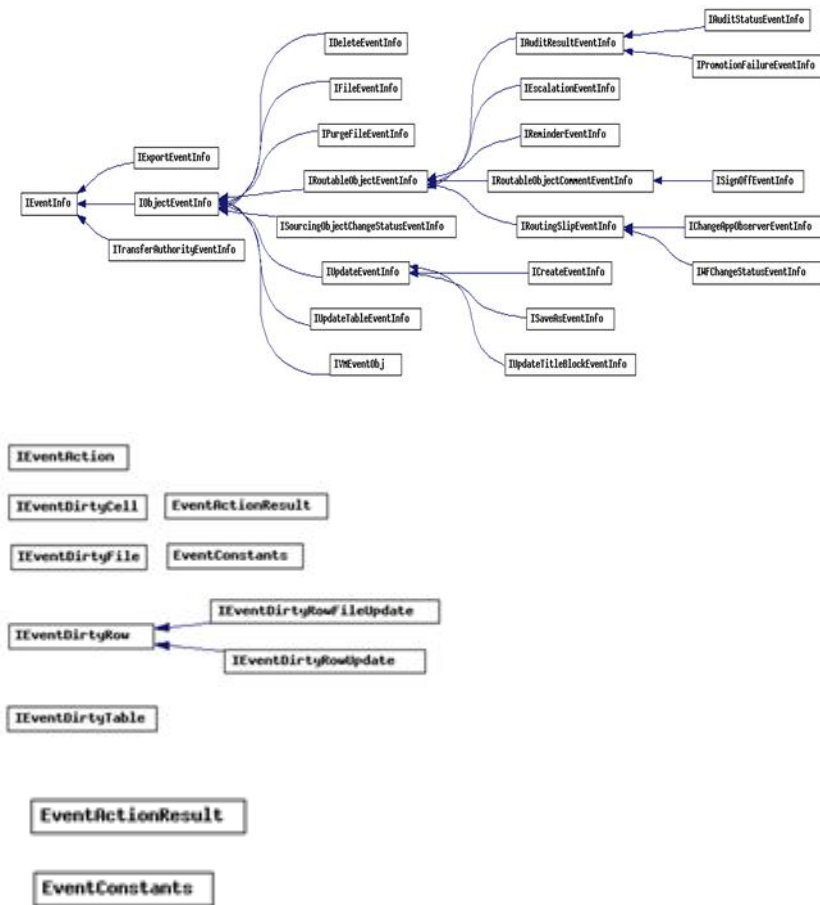 IAuditStatusEventInfo
IDeleteEventInfo
IAuditResultEventInfo
IPromotionFailureEventInfo
IFileEventInfo
IEscalationEventInfo
IPurgeFileEventInfo
IReminderEventInfo
IExportEventInfo
IRoutableObjectEventInfo
IRoutableObjectCommentEventInfo
ISignOffEventInfo
IEventInfo
IObjectEventInfo
ISourcingObjectChangeStatusEventInfo
IRoutingSlipEventInfo
IChangeAppObserverEventInfo
ITransferAuthorityEventInfo
IUpdateEventInfo
ICreateEventInfo
IWFChangeStatusEventInfo
IUpdateTableEventInfo
ISaveAsEventInfo
IVMEventObj
IUpdateTitleBlockEventInfo
IEventAction
IEventDirtyCell
EventActionResult
IEventDirtyFile
EventConstants
IEventDirtyRowFileUpdate
IEventDirtyRow
IEventDirtyRowUpdate
IEventDirtyTable
EventActionResult
EventConstants